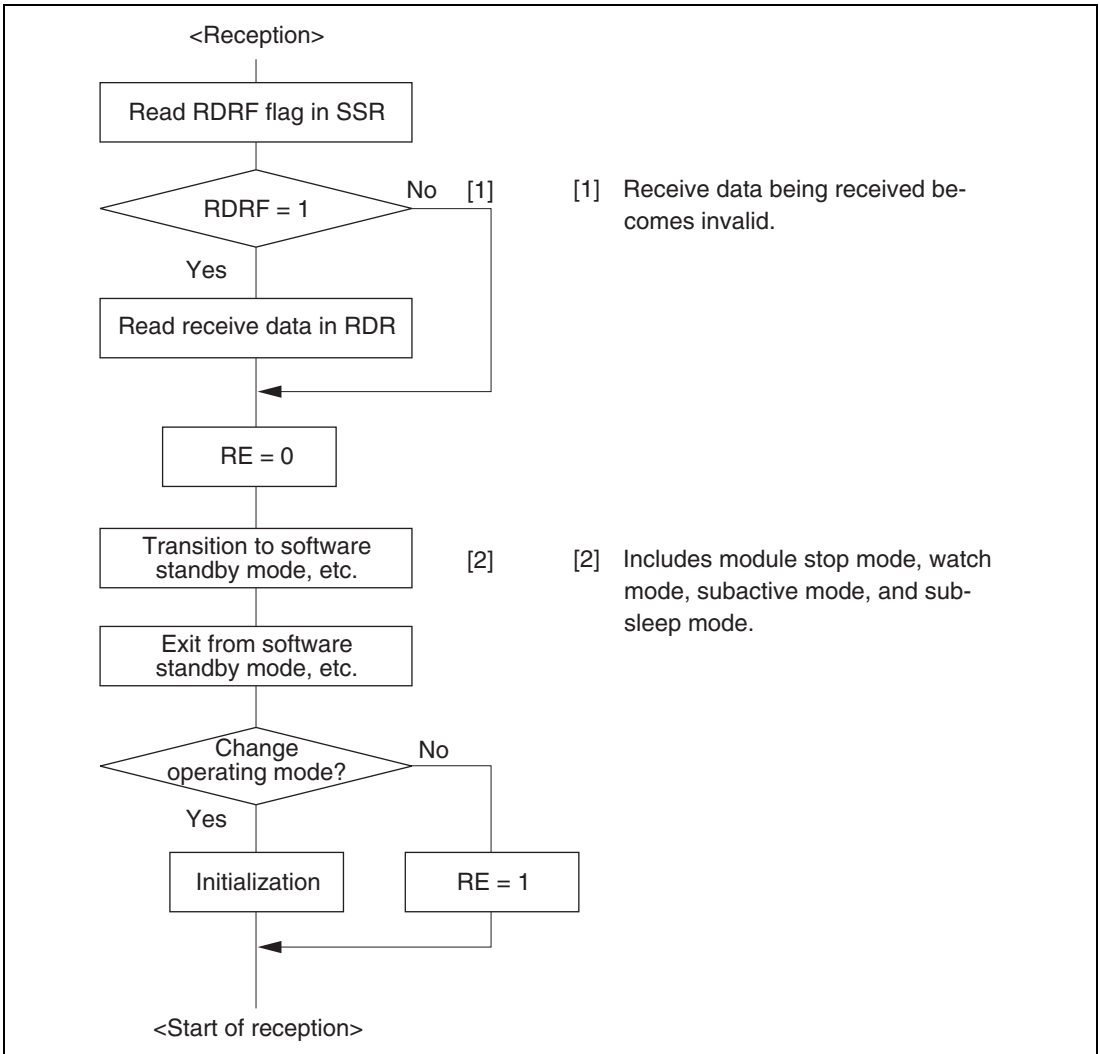 <Reception>
Read RDRF flag in SSR
No [1]
[1] Receive data being received be-
comes invalid.
RDRF = 1
Yes
Read receive data in RDR
RE = 0
Transition to software
standby mode, etc.
[2]
[2] Includes module stop mode, watch
mode, subactive mode, and sub-
sleep mode.
Exit from software
standby mode, etc.
Change
operating mode?
No
Yes
Initialization
RE = 1
<Start of reception>